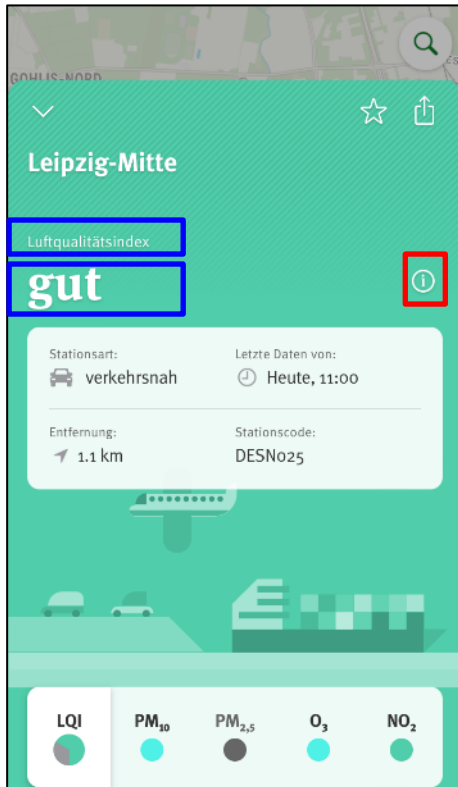 GOHLIS-NORD
Leipzig-Mitte
Luftqualitätsindex
gut
Stationsart:
verkehrsnah
Letzte Daten von:
Heute, 11:00
Entfernung:
1.1 km
Stationscode:
DESN025
LQI PM₁₀ PM₂,₅ O₃ NO₂